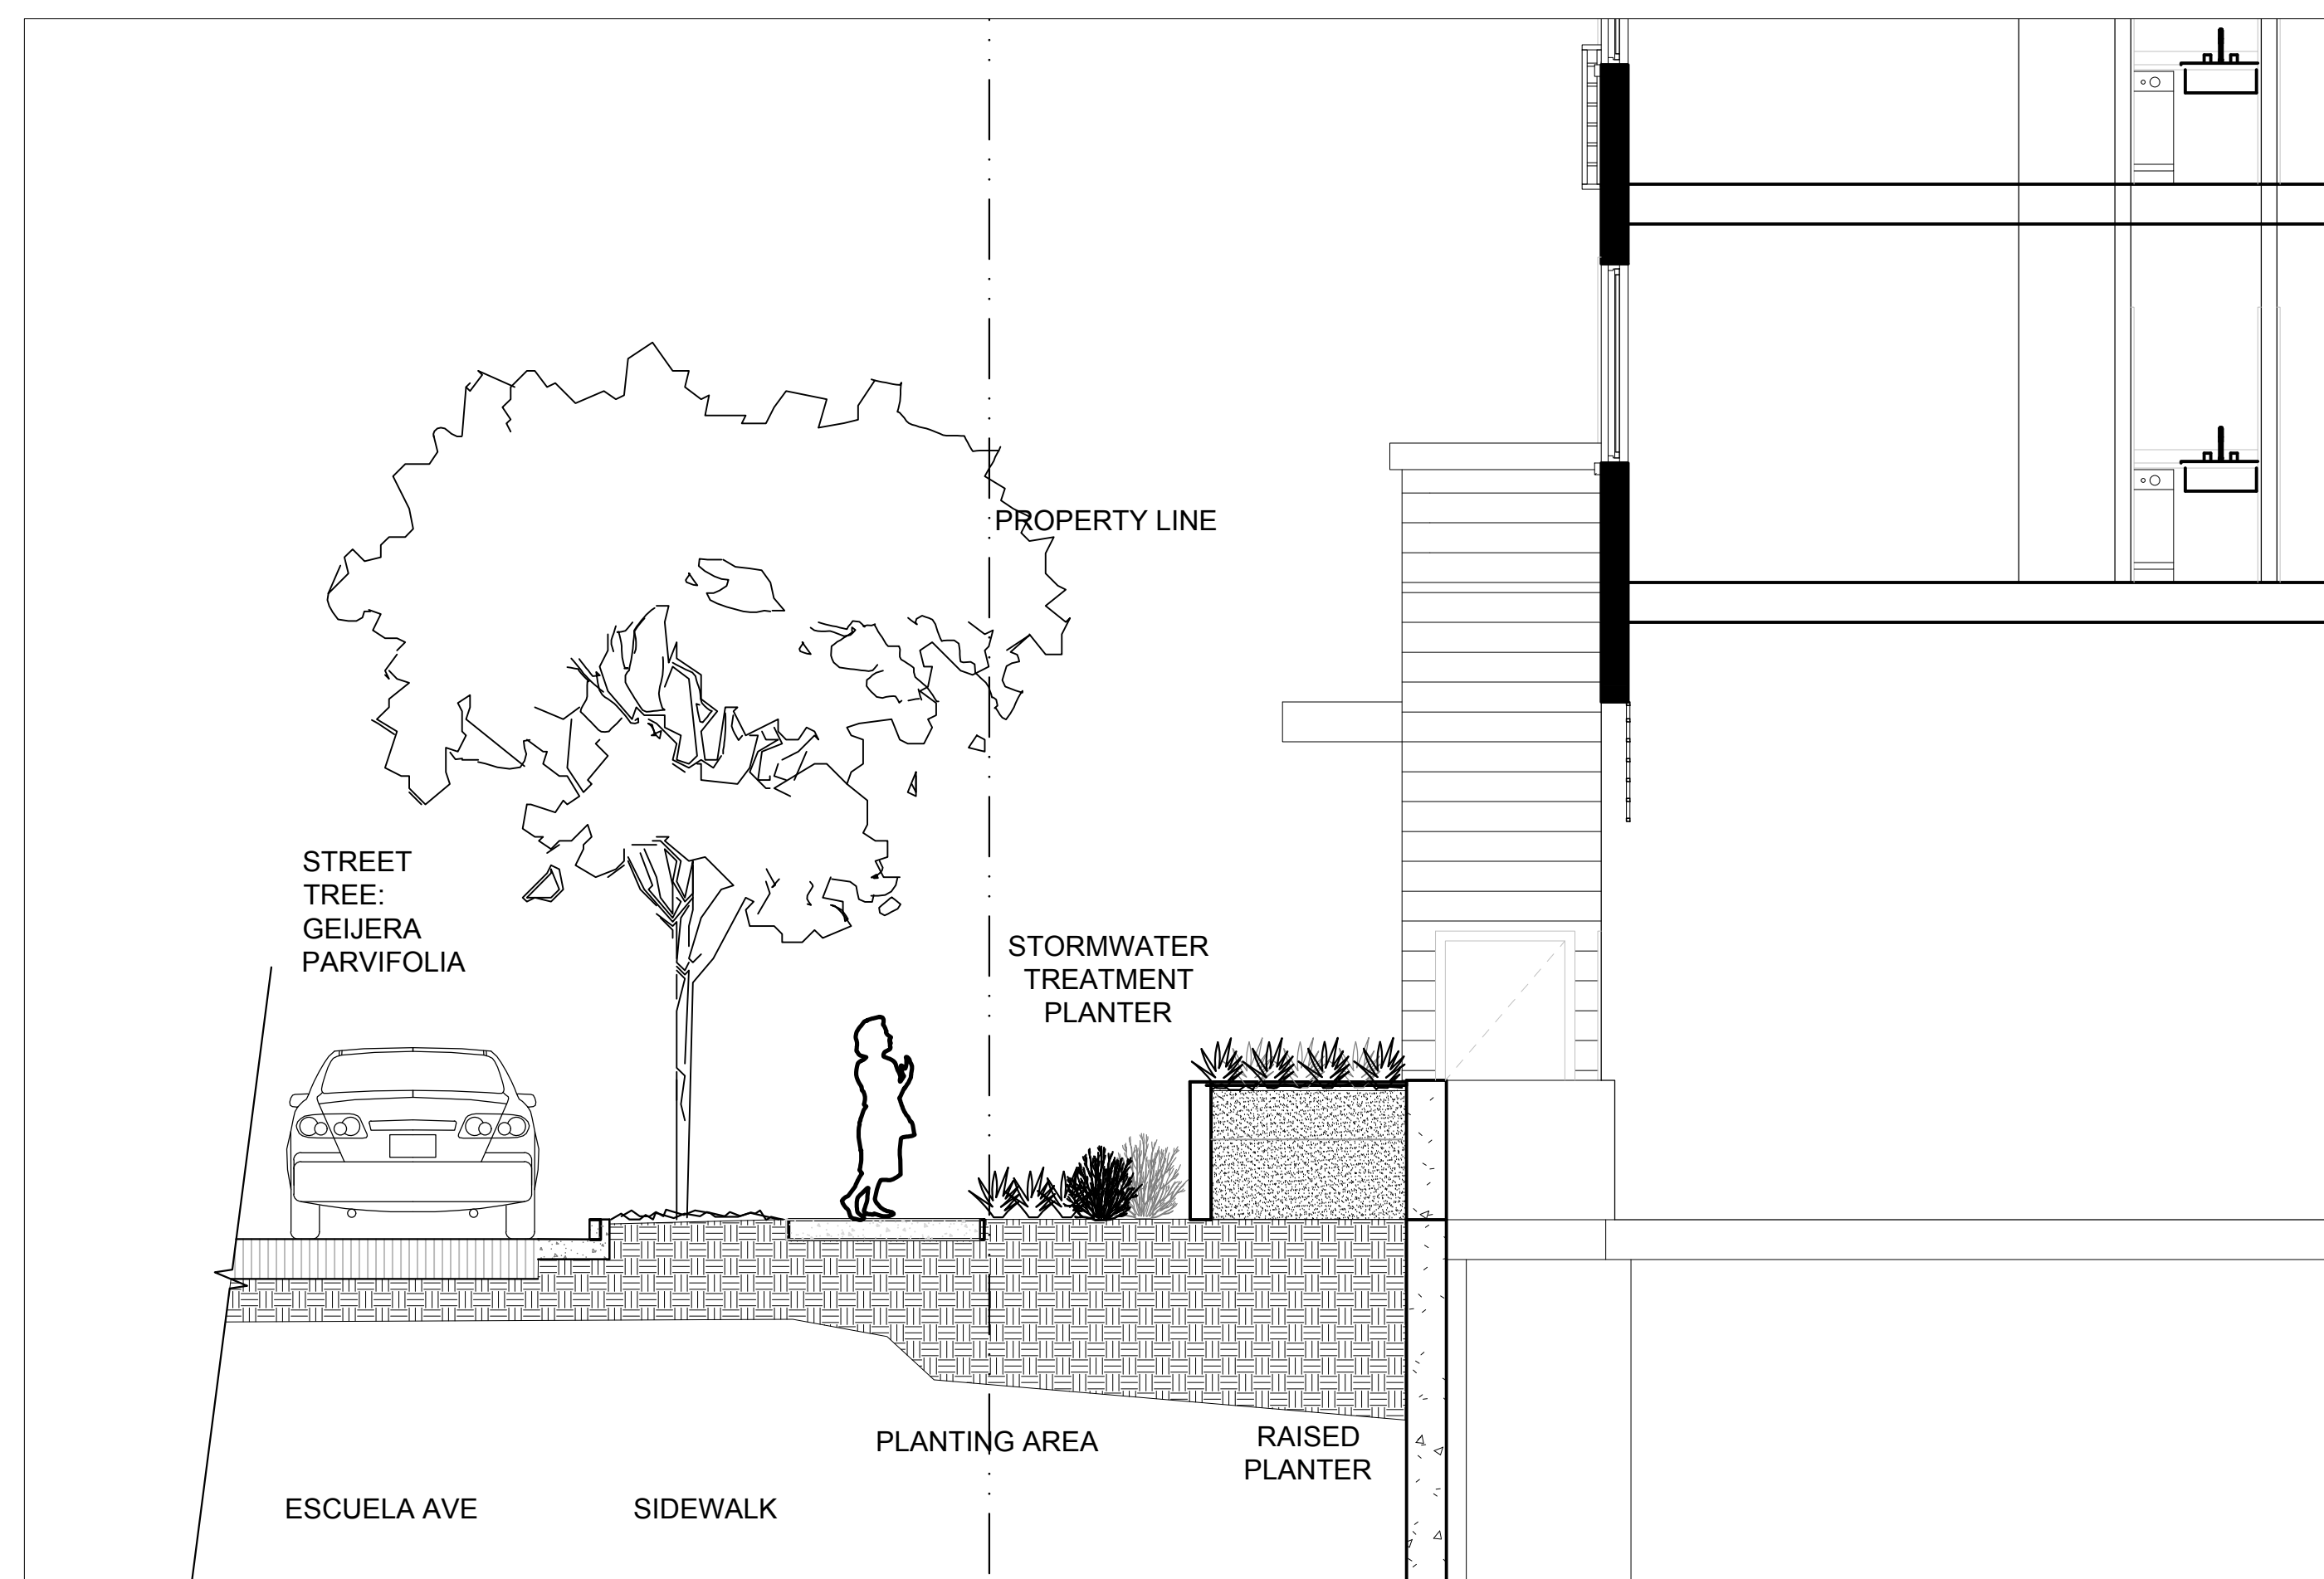 PROPERTY LINE
STREET
TREE:
GEIJERA
PARVIFOLIA
STORMWATER
TREATMENT
PLANTER
PLANTING AREA
RAISED
PLANTER
ESCUELA AVE
SIDEWALK